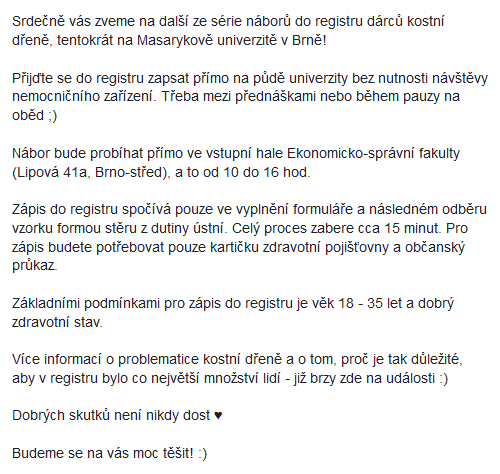 Srdečně vás zveme na další ze série náborů do registru dárců kostní
dřeně, tentokrát na Masarykově univerzitě v Brně!
Přijďte se do registru zapsat přímo na půdě univerzity bez nutnosti návštěvy
nemocničního zařízení. Třeba mezi přednáškami nebo během pauzy na
oběd ;)
Nábor bude probíhat přímo ve vstupní hale Ekonomicko-správní fakulty
(Lipová 41a, Brno-střed), a to od 10 do 16 hod.
Zápis do registru spočívá pouze ve vyplnění formuláře a následném odběru
vzorku formou stěru z dutiny ústní. Celý proces zabere cca 15 minut. Pro
zápis budete potřebovat pouze kartičku zdravotní pojišťovny a občanský
průkaz.
Základními podmínkami pro zápis do registru je věk 18 - 35 let a dobrý
zdravotní stav.
Více informací o problematice kostní dřeně a o tom, proč je tak důležité,
aby v registru bylo co největší množství lidí - již brzy zde na události :)
Dobrých skutků není nikdy dost ♥
Budeme se na vás moc těšit! :)